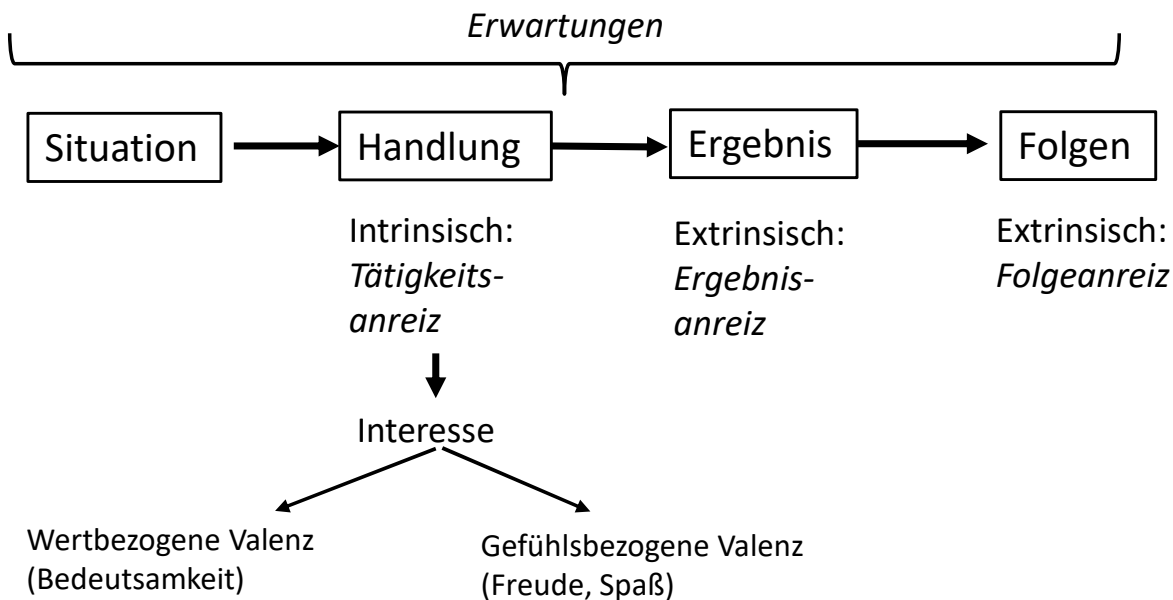 Erwartungen
Situation
Handlung
Ergebnis
Folgen
Intrinsisch:
Tätigkeits-
anreiz
Extrinsisch:
Ergebnis-
anreiz
Extrinsisch:
Folgeanreiz
Interesse
Wertbezogene Valenz
(Bedeutsamkeit)
Gefühlsbezogene Valenz
(Freude, Spaß)